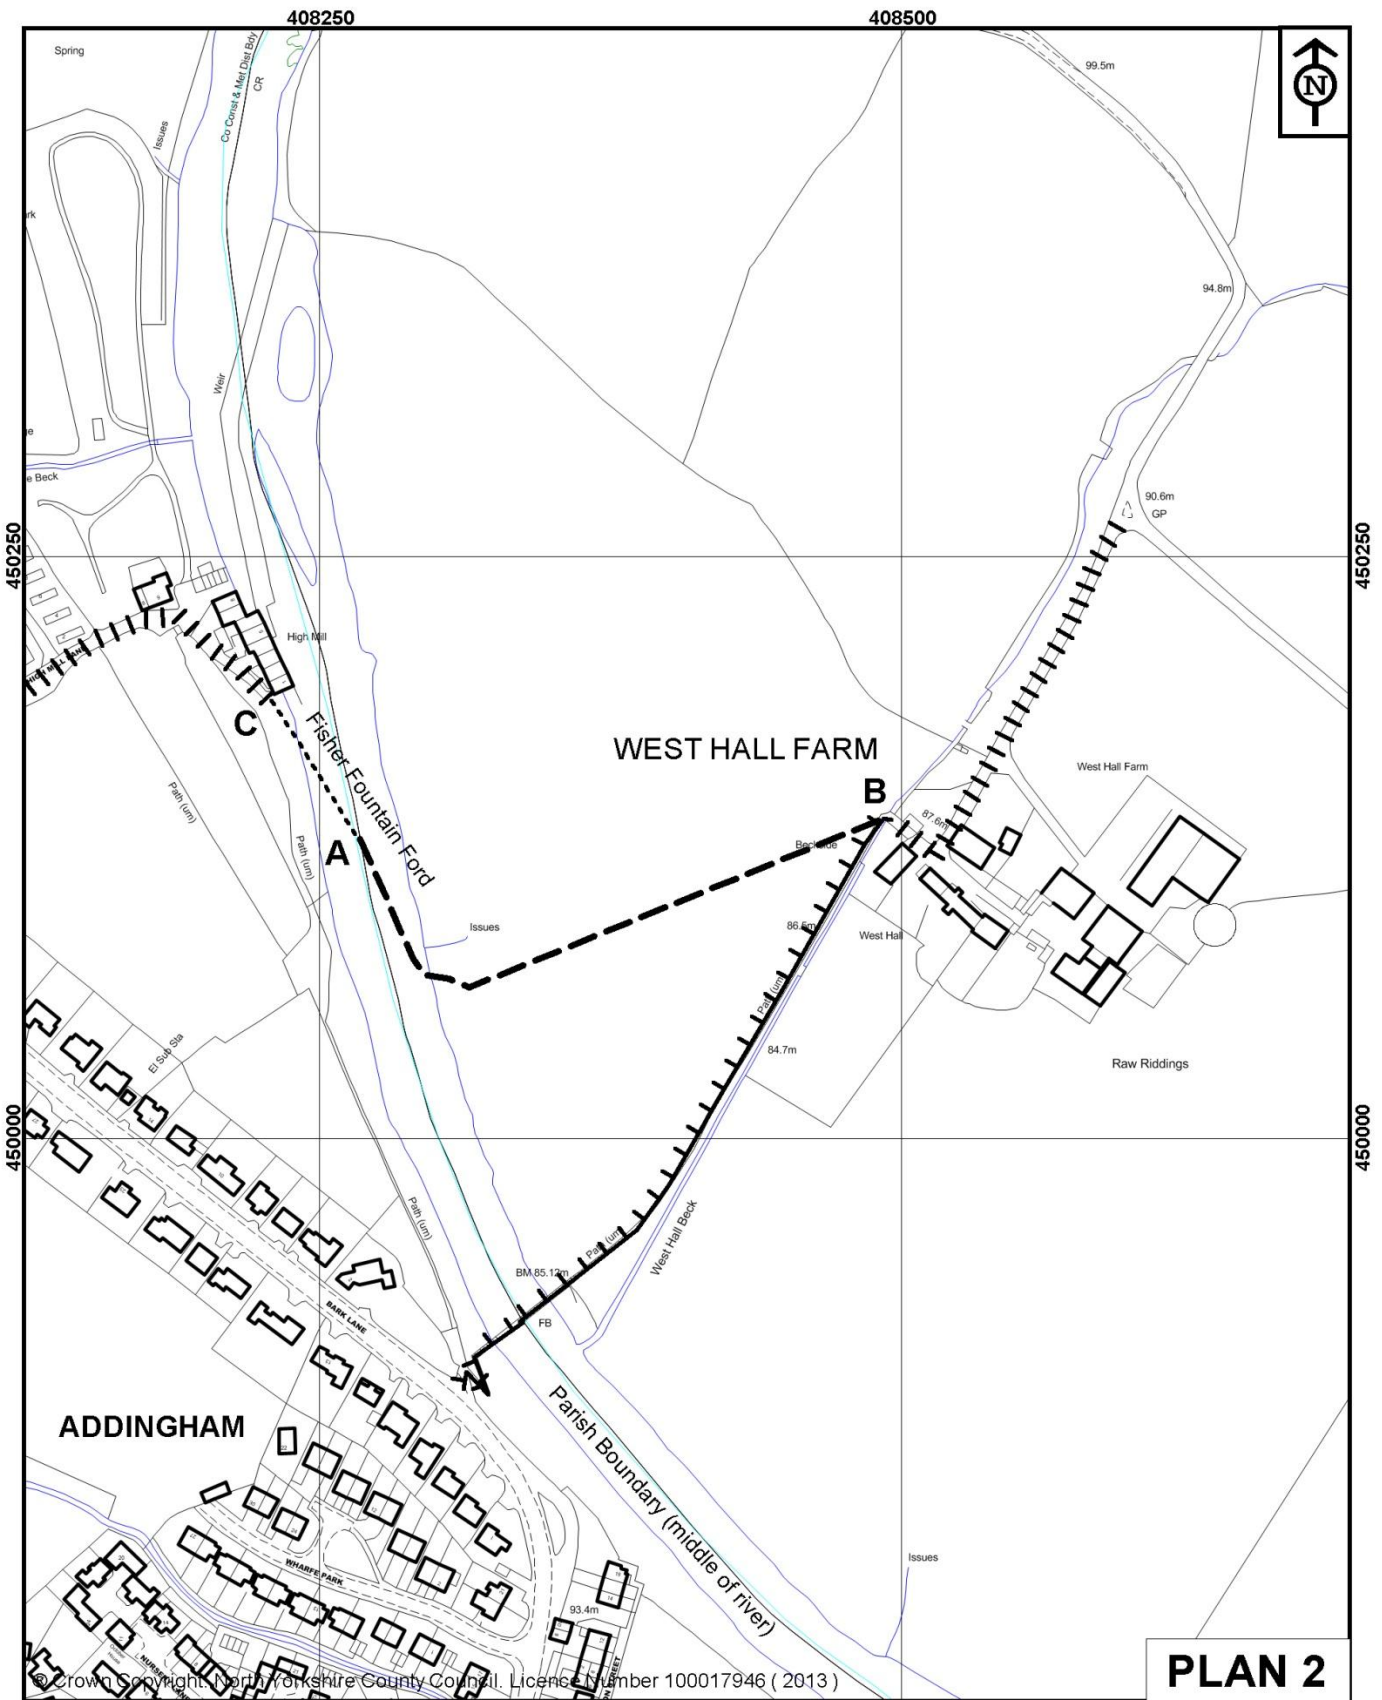 408250
408500
Spring
Co Const & Met Dist Bdy
CR
99.5m
N
Issues
rk
94.8m
Weir
e Beck
90.6m
GP
450250
450250
High Mill
HIGH MILL LANE
C
Fisher Fountain Ford
WEST HALL FARM
West Hall Farm
B
87.6m
Path (um)
Path (um)
A
Beckside
Issues
86.5m
West Hall
Path (um)
84.7m
El Sub Sta
Raw Riddings
450000
450000
Path (um)
Path (um)
West Hall Beck
BM 85.12m
FB
BARK LANE
ADDINGHAM
Parish Boundary (middle of river)
WHARFE PARK
Issues
93.4m
© Crown Copyright. North Yorkshire County Council. Licence Number 100017946 ( 2013 )
PLAN 2